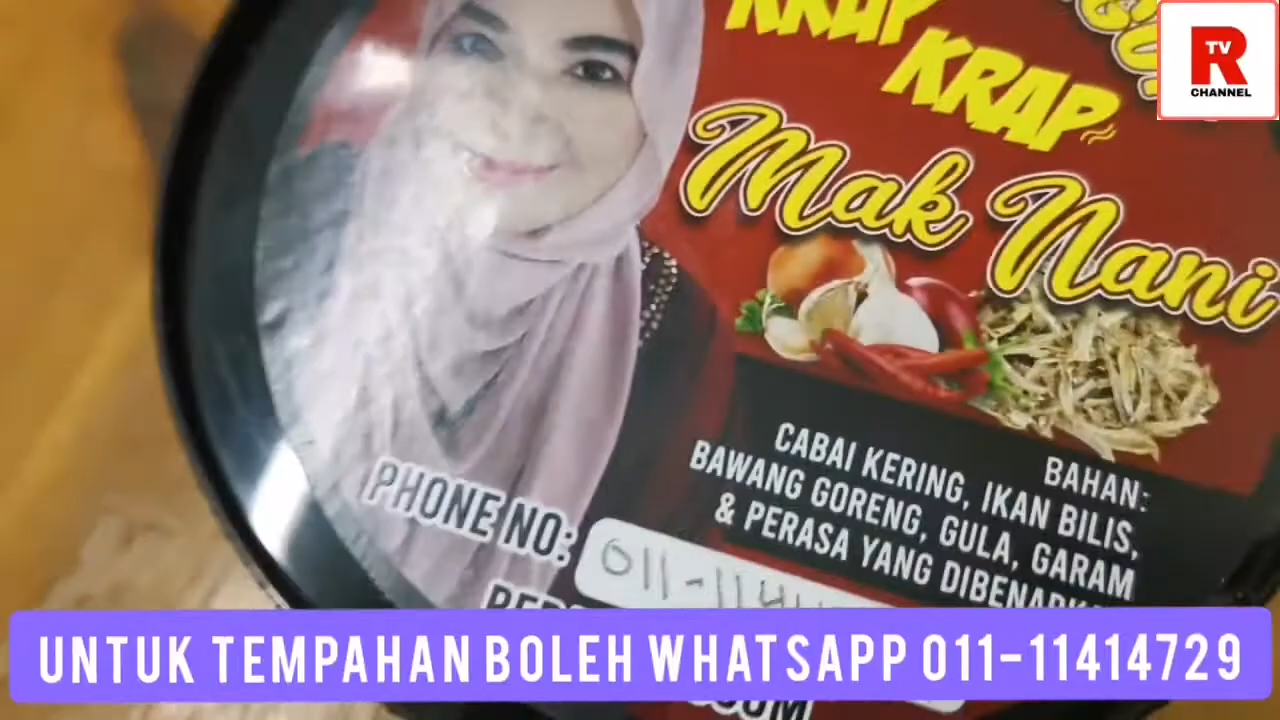 KRAP
KRAP
Mak Nani
TV
R
CHANNEL
BAHAN:
CABAI KERING, IKAN BILIS,
BAWANG GORENG, GULA, GARAM
& PERASA YANG
PHONE NO:
UNTUK TEMPAHAN BOLEH WHATSAPP 011-11414729